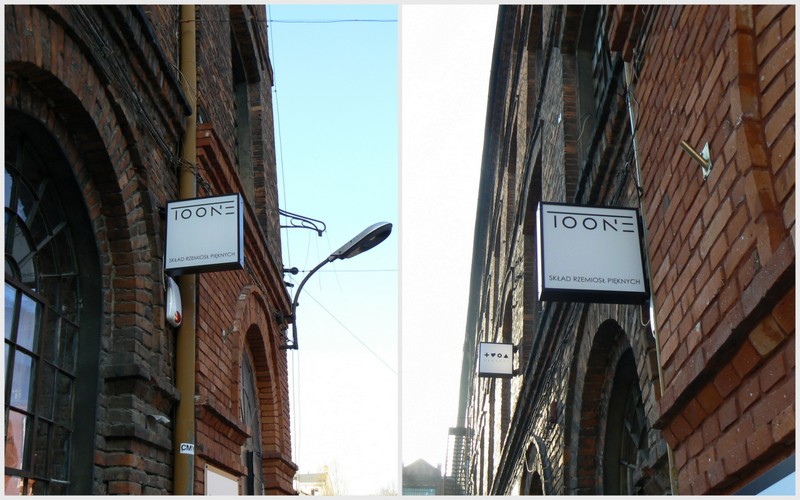 TOONE
SKŁAD RZEMIOSŁ PIĘKNYCH
TOONE
SKŁAD RZEMIOSŁ PIĘKNYCH